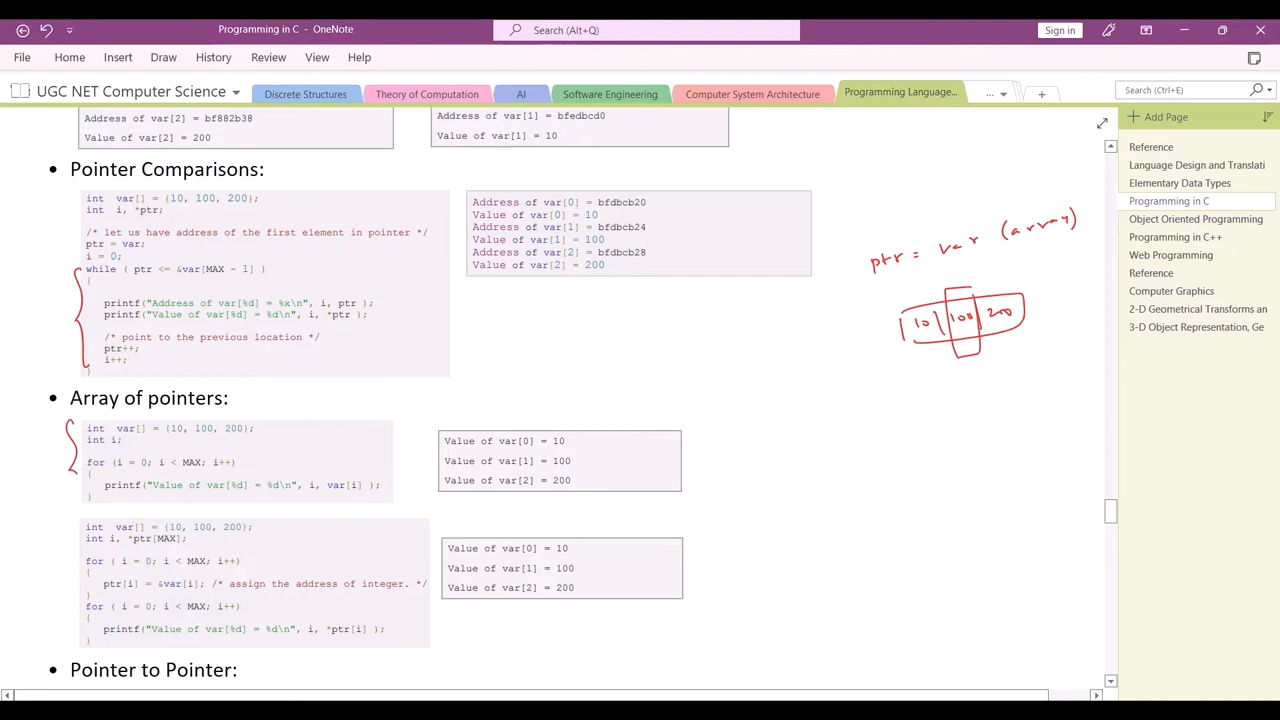 Programming in C - OneNote
Search (Alt+Q)
Sign in
File Home Insert Draw History Review View Help
UGC NET Computer Science
Discrete Structures Theory of Computation AI Software Engineering Computer System Architecture Programming Language... ...
Search (Ctrl+E)
Add Page
Reference
Language Design and Translati
Elementary Data Types
Programming in C
Object Oriented Programming
Programming in C++
Web Programming
Reference
Computer Graphics
2-D Geometrical Transforms an
3-D Object Representation, Ge
Address of var[2] = bf882b38
Value of var[2] = 200
Address of var[1] = bfedbcd0
Value of var[1] = 10
• Pointer Comparisons:
int var[] = {10, 100, 200};
int i, *ptr;
/* let us have address of the first element in pointer */
ptr = var;
i = 0;
while ( ptr <= &var[MAX - 1] )
{
printf("Address of var[%d] = %x\n", i, ptr );
printf("Value of var[%d] = %d\n", i, *ptr );
/* point to the previous location */
ptr++;
i++;
}
Address of var[0] = bfdbcb20
Value of var[0] = 10
Address of var[1] = bfdbcb24
Value of var[1] = 100
Address of var[2] = bfdbcb28
Value of var[2] = 200
ptr = var (array)
10 100 200
• Array of pointers:
int var[] = {10, 100, 200};
int i;
for (i = 0; i < MAX; i++)
{
printf("Value of var[%d] = %d\n", i, var[i] );
}
Value of var[0] = 10
Value of var[1] = 100
Value of var[2] = 200
int var[] = {10, 100, 200};
int i, *ptr[MAX];
for ( i = 0; i < MAX; i++)
{
ptr[i] = &var[i]; /* assign the address of integer. */
}
for ( i = 0; i < MAX; i++)
{
printf("Value of var[%d] = %d\n", i, *ptr[i] );
}
Value of var[0] = 10
Value of var[1] = 100
Value of var[2] = 200
• Pointer to Pointer: